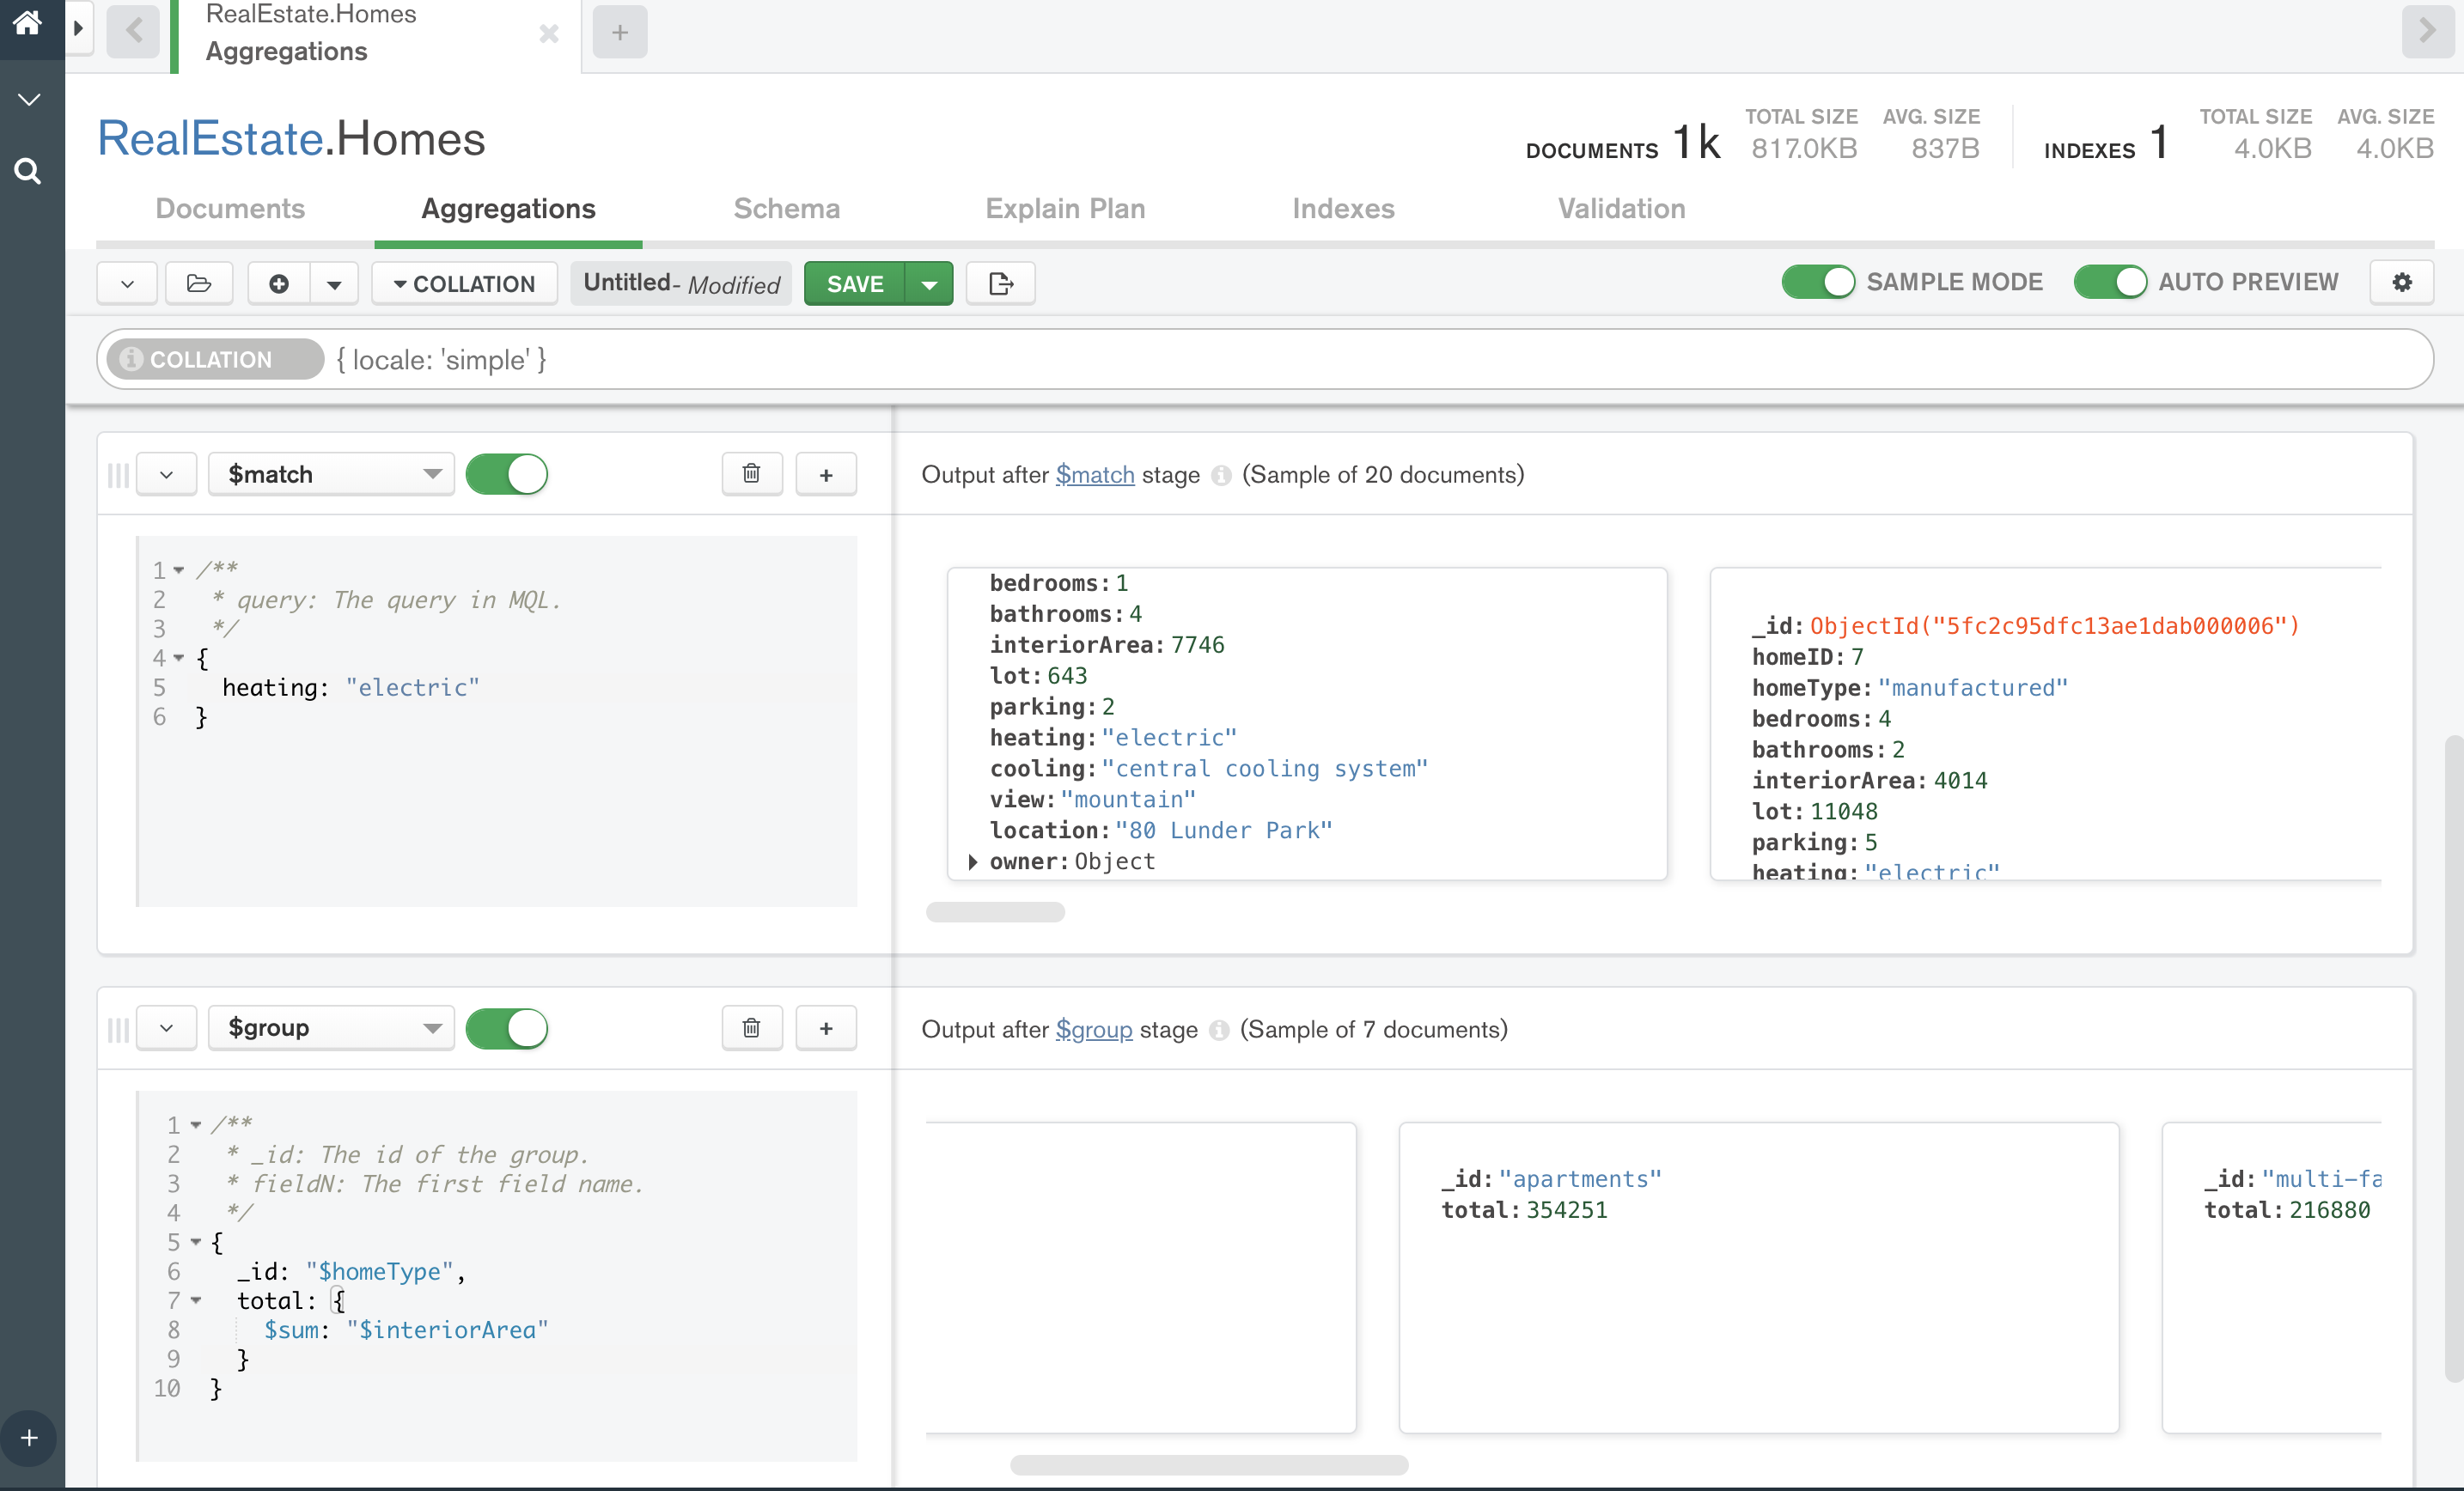 RealEstate.Homes
Aggregations
RealEstate.Homes
DOCUMENTS 1k TOTAL SIZE 817.0KB AVG. SIZE 837B INDEXES 1 TOTAL SIZE 4.0KB AVG. SIZE 4.0KB
Documents Aggregations Schema Explain Plan Indexes Validation
COLLATION Untitled- Modified SAVE SAMPLE MODE AUTO PREVIEW
COLLATION { locale: 'simple' }
$match
1 /**
2  * query: The query in MQL.
3  */
4 {
5   heating: "electric"
6 }
Output after $match stage (Sample of 20 documents)
bedrooms: 1
bathrooms: 4
interiorArea: 7746
lot: 643
parking: 2
heating: "electric"
cooling: "central cooling system"
view: "mountain"
location: "80 Lunder Park"
owner: Object
_id: ObjectId("5fc2c95dfc13ae1dab000006")
homeID: 7
homeType: "manufactured"
bedrooms: 4
bathrooms: 2
interiorArea: 4014
lot: 11048
parking: 5
heating: "electric"
$group
1 /**
2  * _id: The id of the group.
3  * fieldN: The first field name.
4  */
5 {
6   _id: "$homeType",
7   total: {
8     $sum: "$interiorArea"
9   }
10 }
Output after $group stage (Sample of 7 documents)
_id: "apartments"
total: 354251
_id: "multi-fa
total: 216880